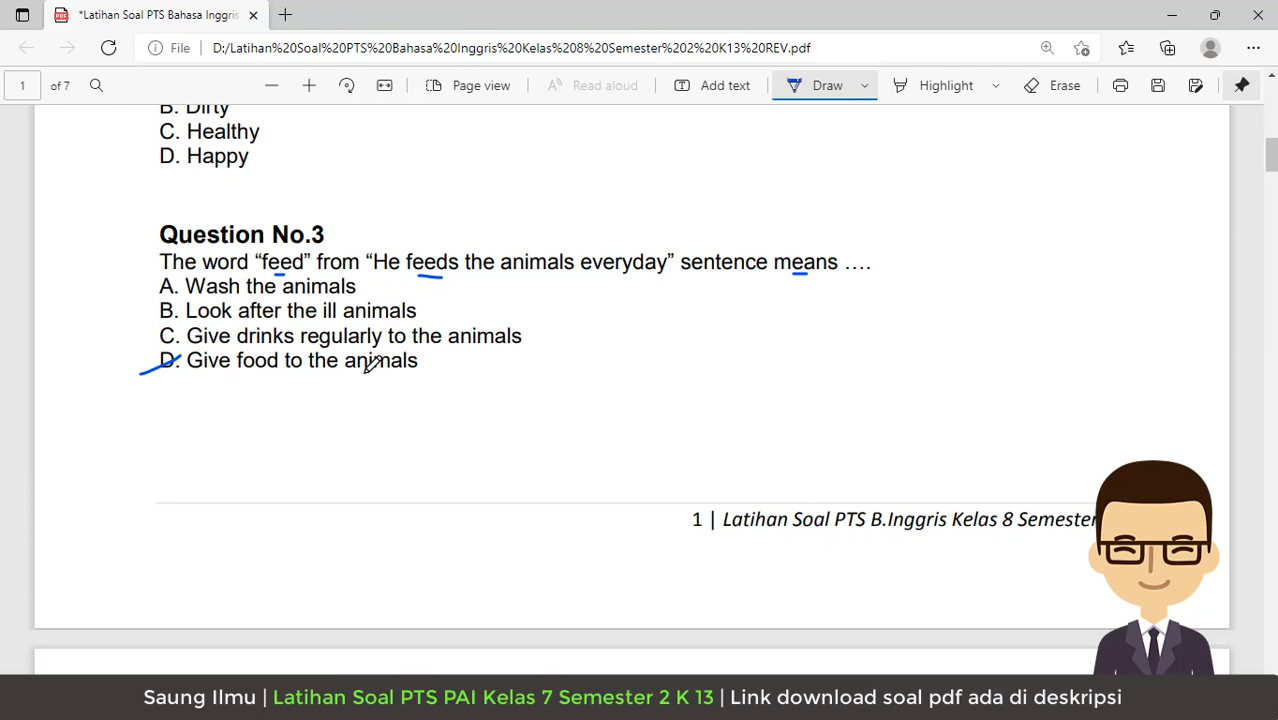 *Latihan Soal PTS Bahasa Inggris
File
D:/Latihan%20Soal%20PTS%20Bahasa%20Inggris%20Kelas%208%20Semester%202%20K13%20REV.pdf
1 of 7
Page view
Read aloud
Add text
Draw
Highlight
Erase
B. Dirty
C. Healthy
D. Happy
Question No.3
The word “feed” from “He feeds the animals everyday” sentence means ….
A. Wash the animals
B. Look after the ill animals
C. Give drinks regularly to the animals
D. Give food to the animals
1 | Latihan Soal PTS B.Inggris Kelas 8 Semester
Saung Ilmu | Latihan Soal PTS PAI Kelas 7 Semester 2 K 13 | Link download soal pdf ada di deskripsi